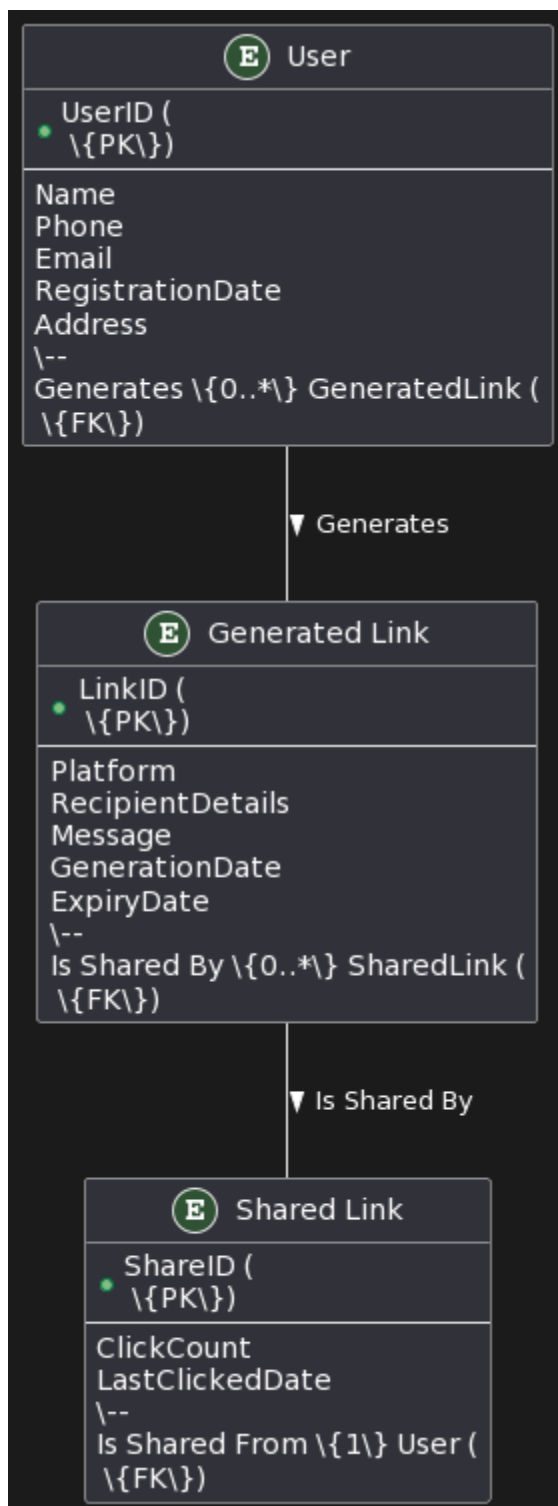 E User
UserID (
\{PK\})
Name
Phone
Email
RegistrationDate
Address
\--
Generates \{0..*\} GeneratedLink (
\{FK\})
Generates
E Generated Link
LinkID (
\{PK\})
Platform
RecipientDetails
Message
GenerationDate
ExpiryDate
\--
Is Shared By \{0..*\} SharedLink (
\{FK\})
Is Shared By
E Shared Link
ShareID (
\{PK\})
ClickCount
LastClickedDate
\--
Is Shared From \{1\} User (
\{FK\})